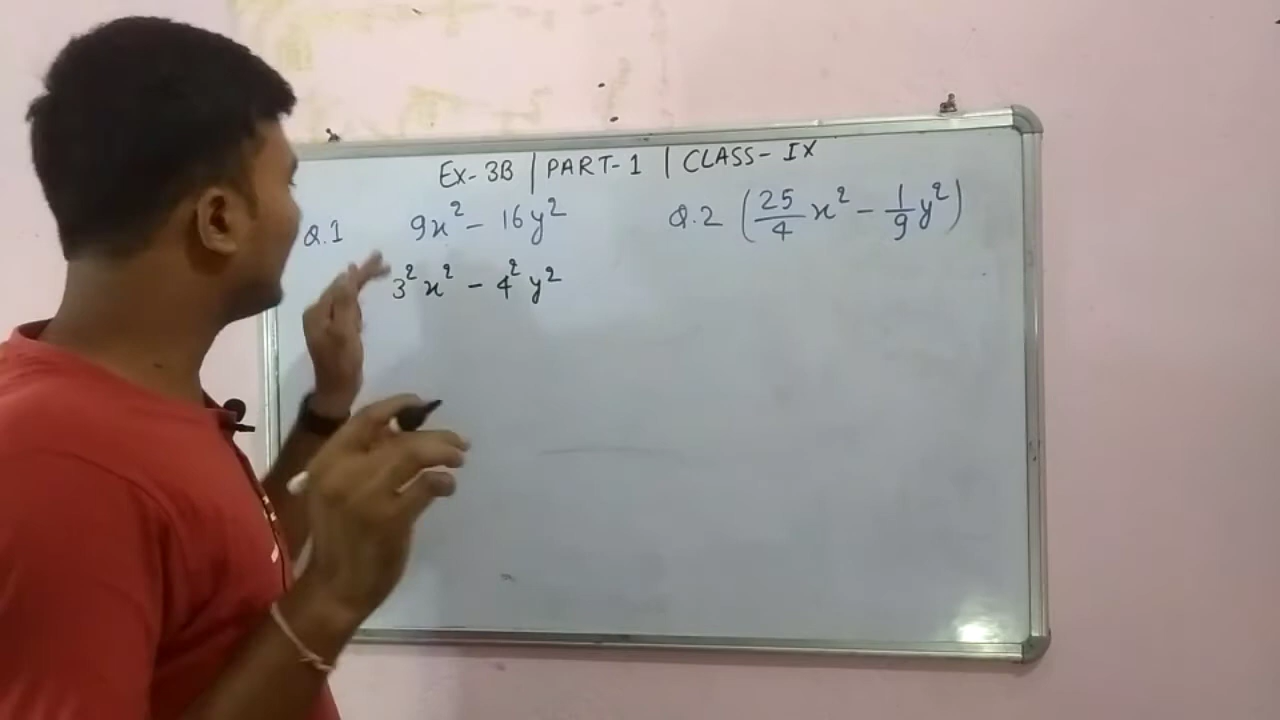 Ex- 3B | PART- 1 | CLASS- IX
Q.1 9x² - 16y²
3²x² - 4²y²
Q.2 (25/4 x² - 1/9 y²)